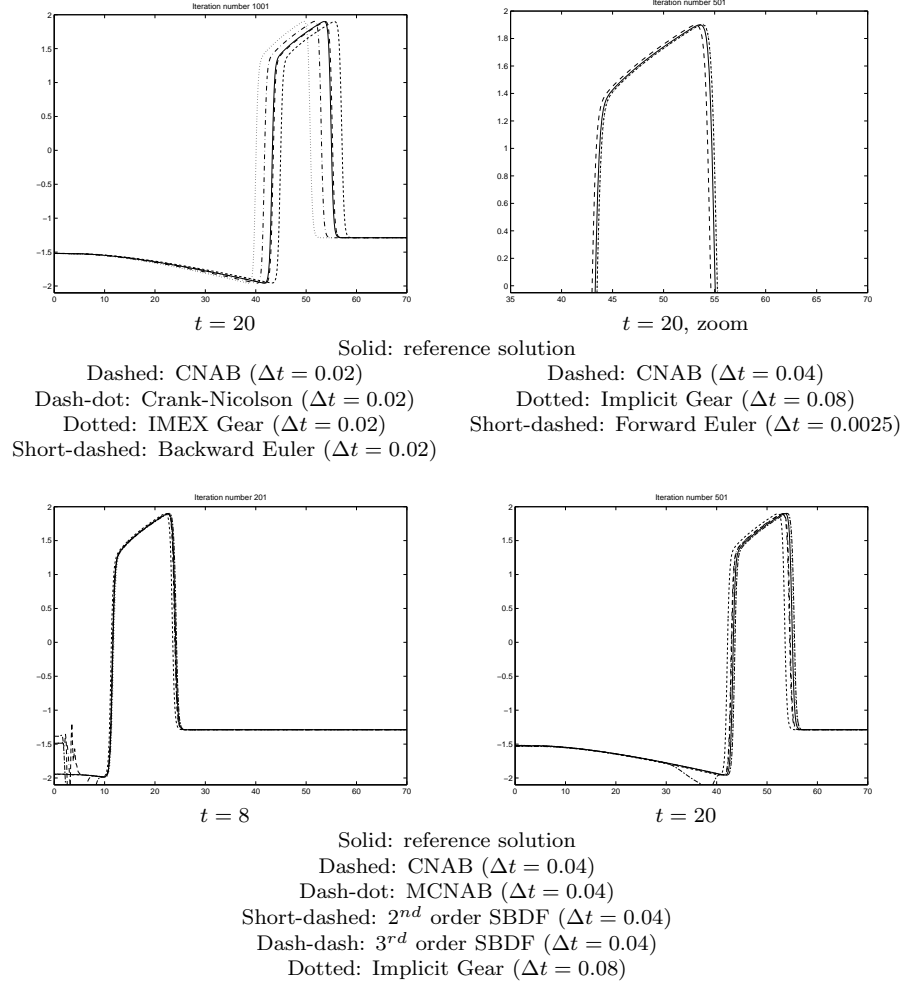 Iteration number 1001
2
1.5
1
0.5
0
−0.5
−1
−1.5
−2
0 10 20 30 40 50 60 70
t = 20
Iteration number 501
2
1.8
1.6
1.4
1.2
1
0.8
0.6
0.4
0.2
0
35 40 45 50 55 60 65 70
t = 20, zoom
Solid: reference solution
Dashed: CNAB (Δt = 0.02)
Dash-dot: Crank-Nicolson (Δt = 0.02)
Dotted: IMEX Gear (Δt = 0.02)
Short-dashed: Backward Euler (Δt = 0.02)
Dashed: CNAB (Δt = 0.04)
Dotted: Implicit Gear (Δt = 0.08)
Short-dashed: Forward Euler (Δt = 0.0025)
Iteration number 201
2
1.5
1
0.5
0
−0.5
−1
−1.5
−2
0 10 20 30 40 50 60 70
t = 8
Iteration number 501
2
1.5
1
0.5
0
−0.5
−1
−1.5
−2
0 10 20 30 40 50 60 70
t = 20
Solid: reference solution
Dashed: CNAB (Δt = 0.04)
Dash-dot: MCNAB (Δt = 0.04)
Short-dashed: 2nd order SBDF (Δt = 0.04)
Dash-dash: 3rd order SBDF (Δt = 0.04)
Dotted: Implicit Gear (Δt = 0.08)